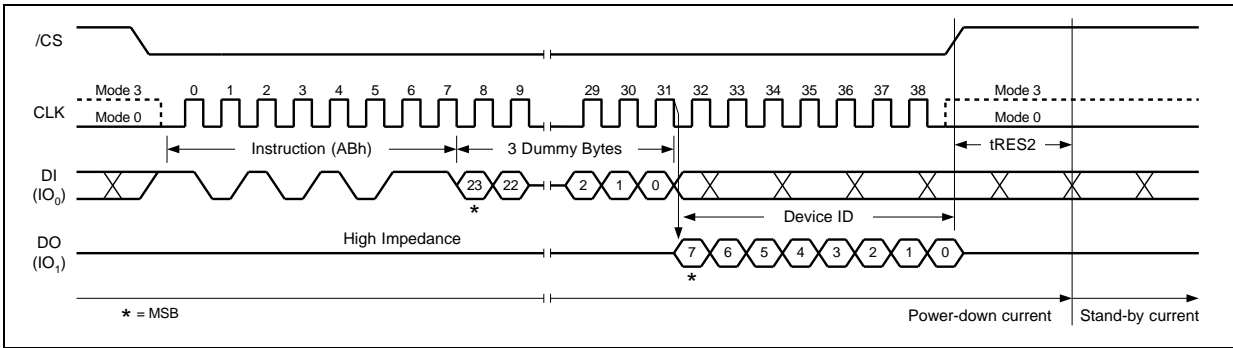 /CS
Mode 3 0 1 2 3 4 5 6 7 8 9 29 30 31 32 33 34 35 36 37 38 Mode 3
CLK
Mode 0 Mode 0
Instruction (ABh) 3 Dummy Bytes tRES2
DI
(IO0)
23 22 2 1 0
*
Device ID
High Impedance
DO
(IO1)
7 6 5 4 3 2 1 0
*
* = MSB
Power-down current Stand-by current